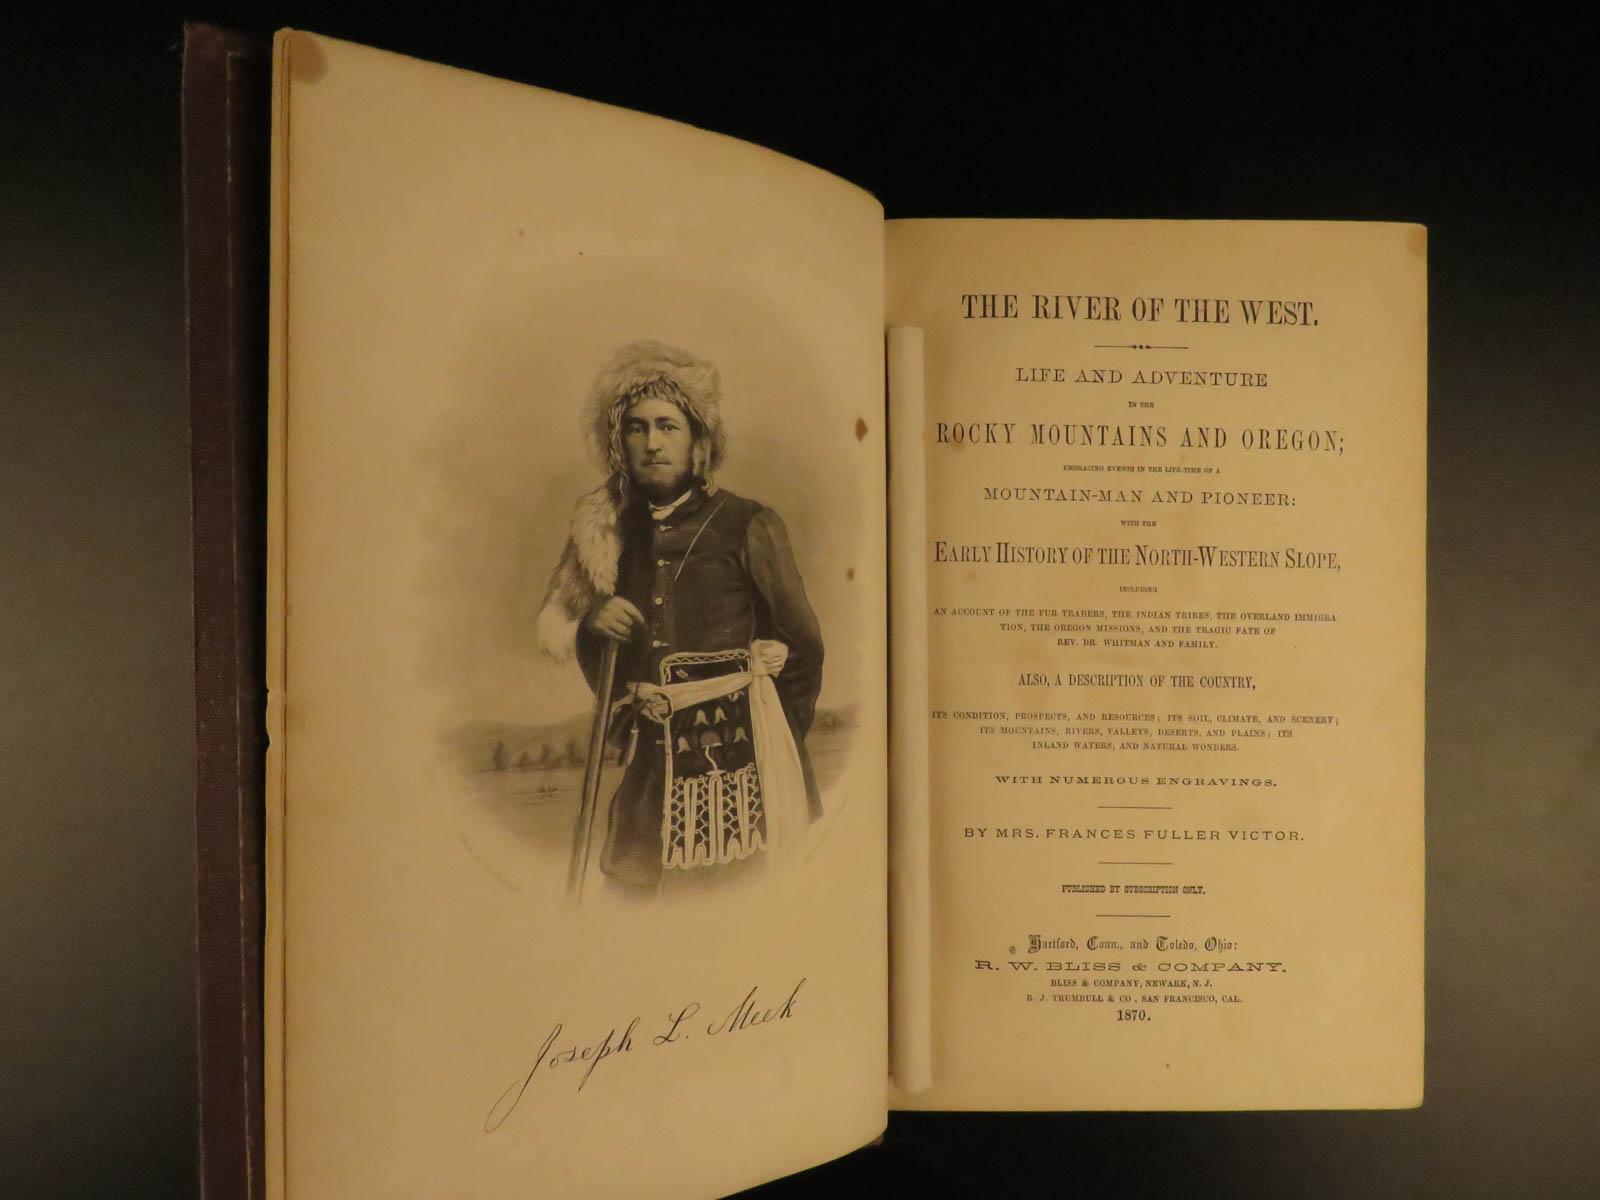 Joseph L. Meek
THE RIVER OF THE WEST.
LIFE AND ADVENTURE
IN THE
ROCKY MOUNTAINS AND OREGON;
EMBRACING EVENTS IN THE LIFE-TIME OF A
MOUNTAIN-MAN AND PIONEER:
WITH THE
EARLY HISTORY OF THE NORTH-WESTERN SLOPE,
INCLUDING
AN ACCOUNT OF THE FUR TRADERS, THE INDIAN TRIBES, THE OVERLAND IMMIGRA-
TION, THE OREGON MISSIONS, AND THE TRAGIC FATE OF
REV. DR. WHITMAN AND FAMILY.
ALSO, A DESCRIPTION OF THE COUNTRY,
ITS CONDITION, PROSPECTS, AND RESOURCES; ITS SOIL, CLIMATE, AND SCENERY;
ITS MOUNTAINS, RIVERS, VALLEYS, DESERTS, AND PLAINS; ITS
INLAND WATERS, AND NATURAL WONDERS.
WITH NUMEROUS ENGRAVINGS.
BY MRS. FRANCES FULLER VICTOR.
PUBLISHED BY SUBSCRIPTION ONLY.
Hartford, Conn., and Toledo, Ohio:
R. W. BLISS & COMPANY.
BLISS & COMPANY, NEWARK, N. J.
R. J. TRUMBULL & CO, SAN FRANCISCO, CAL.
1870.